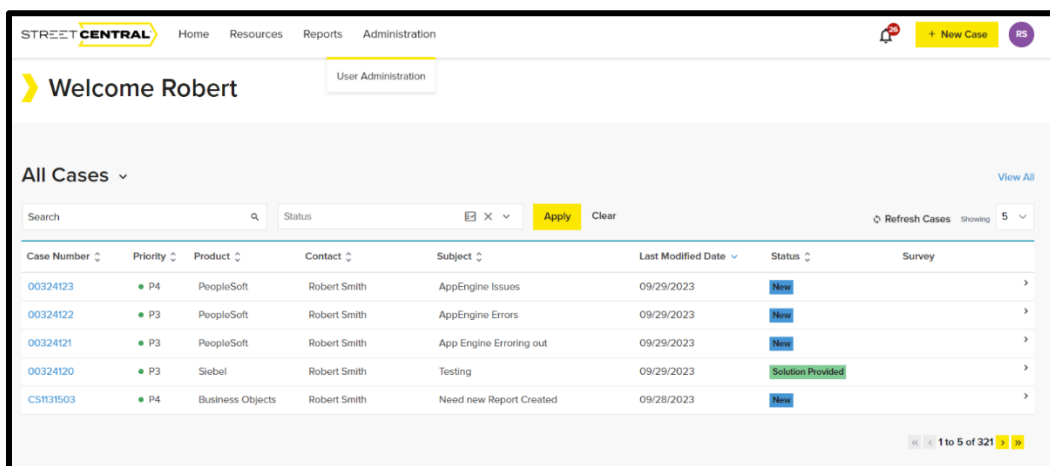 STREETCENTRAL Home Resources Reports Administration 26 + New Case RS
User Administration
Welcome Robert
All Cases
View All
Search Status Apply Clear Refresh Cases Showing 5
Case Number Priority Product Contact Subject Last Modified Date Status Survey
00324123 P4 PeopleSoft Robert Smith AppEngine Issues 09/29/2023 New
00324122 P3 PeopleSoft Robert Smith AppEngine Errors 09/29/2023 New
00324121 P3 PeopleSoft Robert Smith App Engine Erroring out 09/29/2023 New
00324120 P3 Siebel Robert Smith Testing 09/29/2023 Solution Provided
CS1131503 P4 Business Objects Robert Smith Need new Report Created 09/28/2023 New
« ‹ 1 to 5 of 321 › »